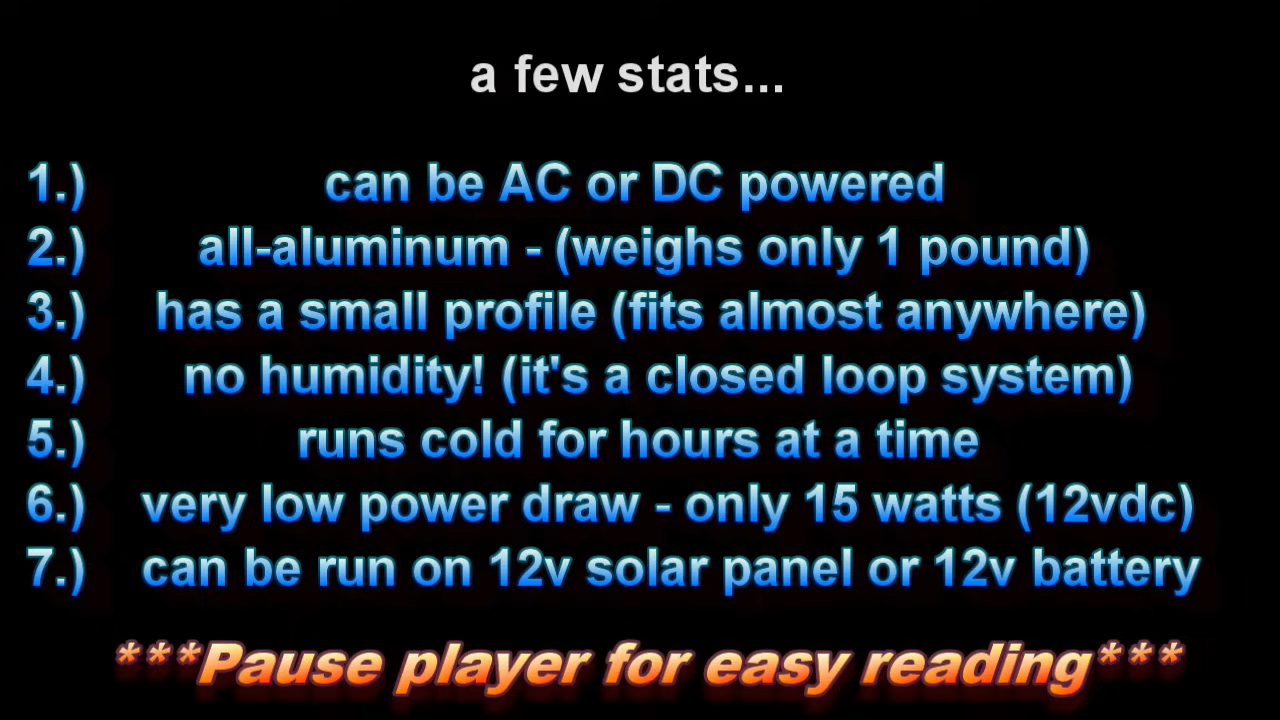 a few stats...
1.) can be AC or DC powered
2.) all-aluminum - (weighs only 1 pound)
3.) has a small profile (fits almost anywhere)
4.) no humidity! (it's a closed loop system)
5.) runs cold for hours at a time
6.) very low power draw - only 15 watts (12vdc)
7.) can be run on 12v solar panel or 12v battery
***Pause player for easy reading***